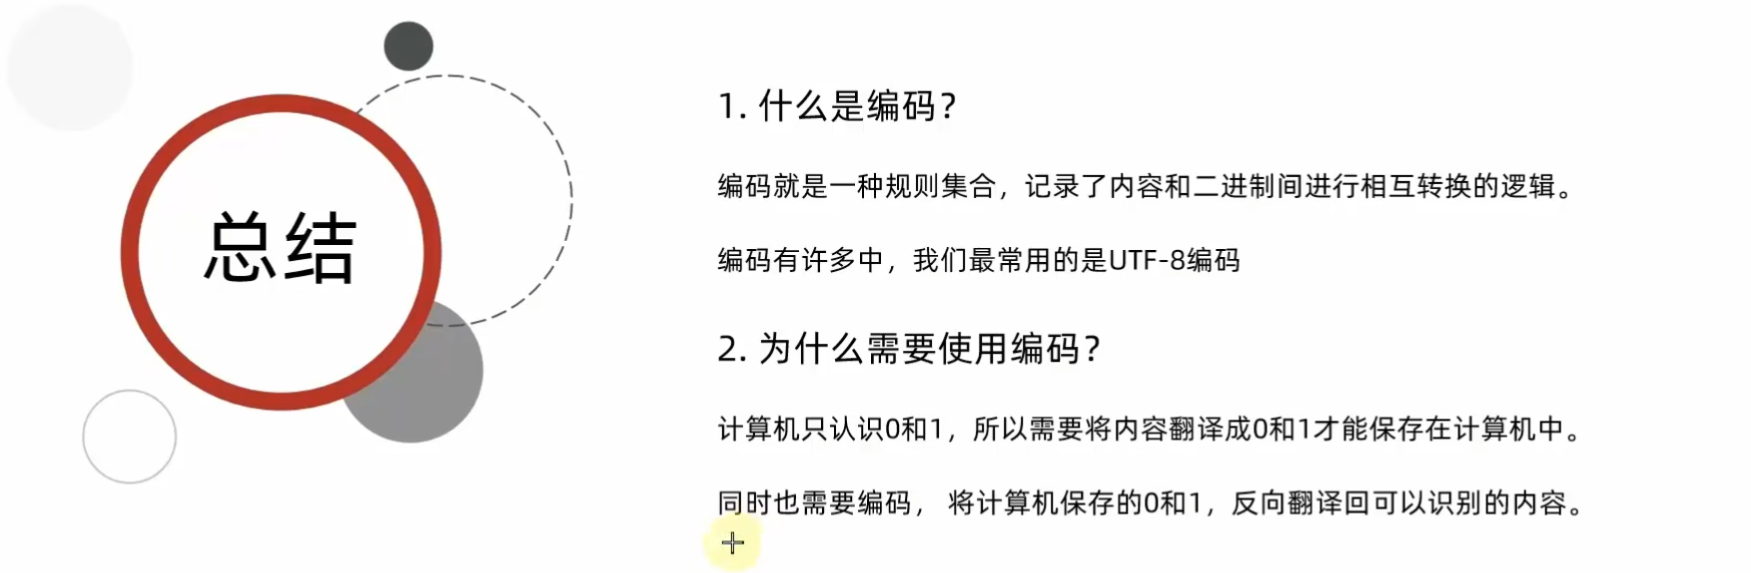 总结
1. 什么是编码？
编码就是一种规则集合，记录了内容和二进制间进行相互转换的逻辑。
编码有许多中，我们最常用的是UTF-8编码
2. 为什么需要使用编码？
计算机只认识0和1，所以需要将内容翻译成0和1才能保存在计算机中。
同时也需要编码， 将计算机保存的0和1，反向翻译回可以识别的内容。